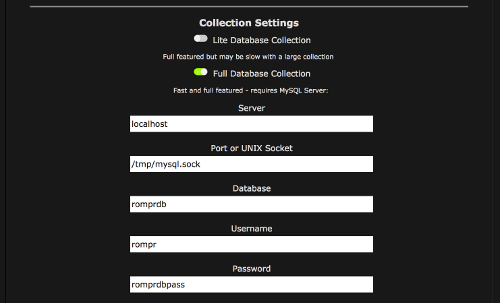 Collection Settings
Lite Database Collection
Full featured but may be slow with a large collection
Full Database Collection
Fast and full featured - requires MySQL Server:
Server
localhost
Port or UNIX Socket
/tmp/mysql.sock
Database
romprdb
Username
rompr
Password
romprdbpass